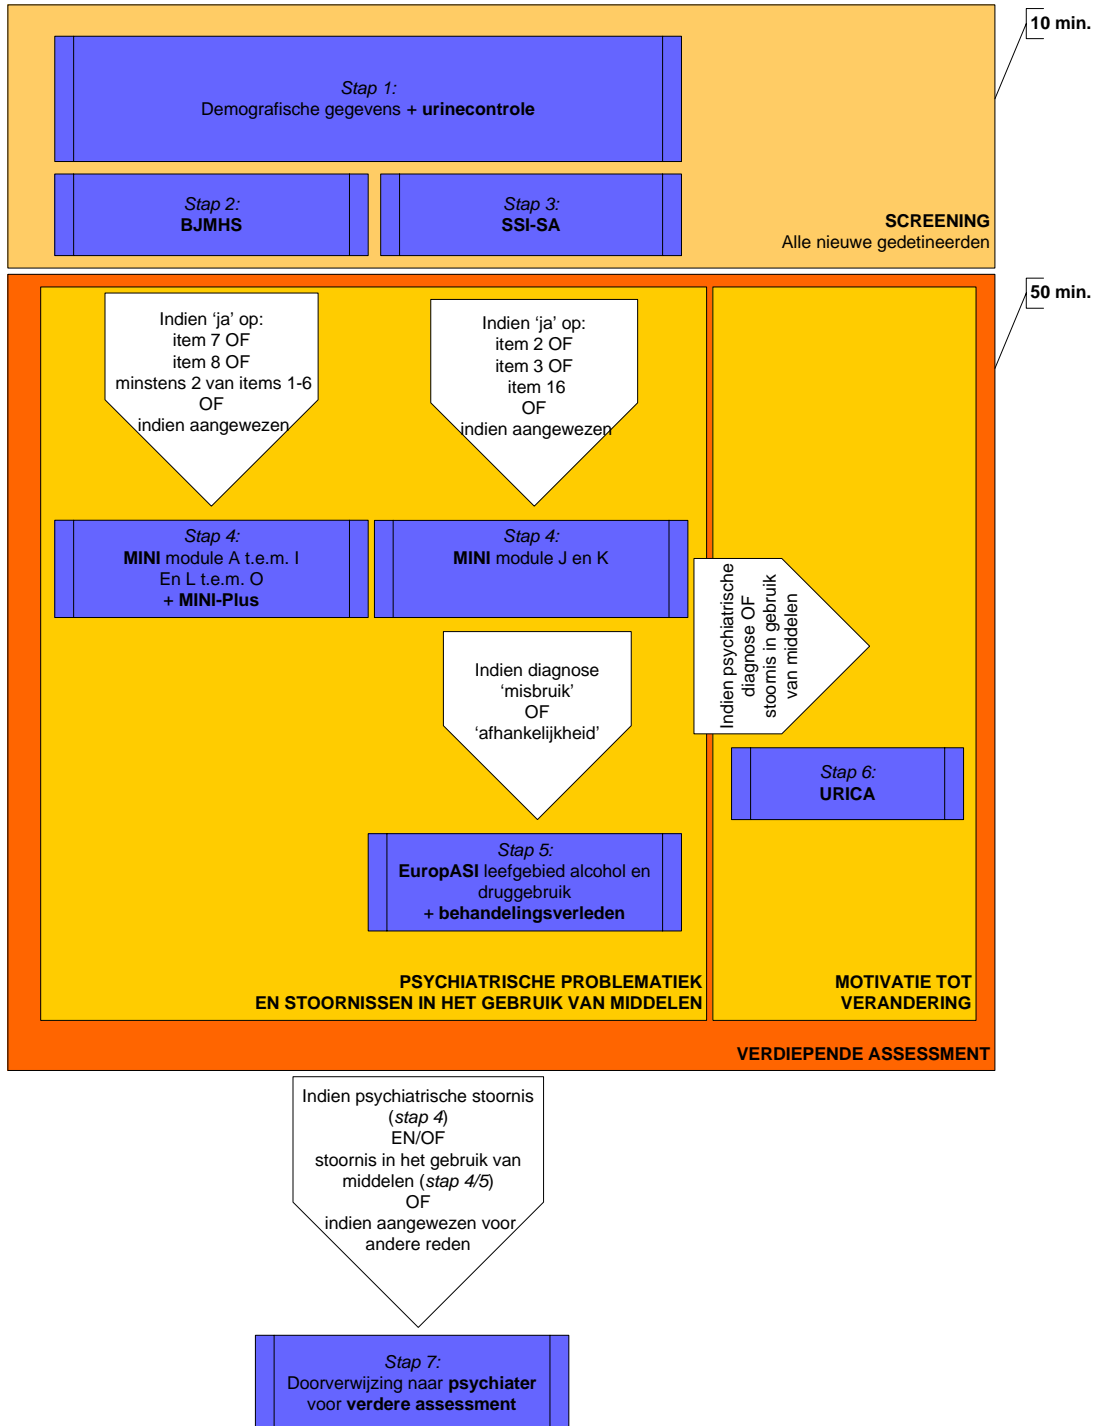 10 min.
Stap 1:
Demografische gegevens + urinecontrole
Stap 2:
BJMHS
Stap 3:
SSI-SA
SCREENING
Alle nieuwe gedetineerden
50 min.
Indien ‘ja’ op:
item 7 OF
item 8 OF
minstens 2 van items 1-6
OF
indien aangewezen
Indien ‘ja’ op:
item 2 OF
item 3 OF
item 16
OF
indien aangewezen
Stap 4:
MINI module A t.e.m. I
En L t.e.m. O
+ MINI-Plus
Stap 4:
MINI module J en K
Indien psychiatrische
diagnose OF
stoornis in gebruik
van middelen
Indien diagnose
‘misbruik’
OF
‘afhankelijkheid’
Stap 6:
URICA
Stap 5:
EuropASI leefgebied alcohol en
druggebruik
+ behandelingsverleden
PSYCHIATRISCHE PROBLEMATIEK
EN STOORNISSEN IN HET GEBRUIK VAN MIDDELEN
MOTIVATIE TOT
VERANDERING
VERDIEPENDE ASSESSMENT
Indien psychiatrische stoornis
(stap 4)
EN/OF
stoornis in het gebruik van
middelen (stap 4/5)
OF
indien aangewezen voor
andere reden
Stap 7:
Doorverwijzing naar psychiater
voor verdere assessment